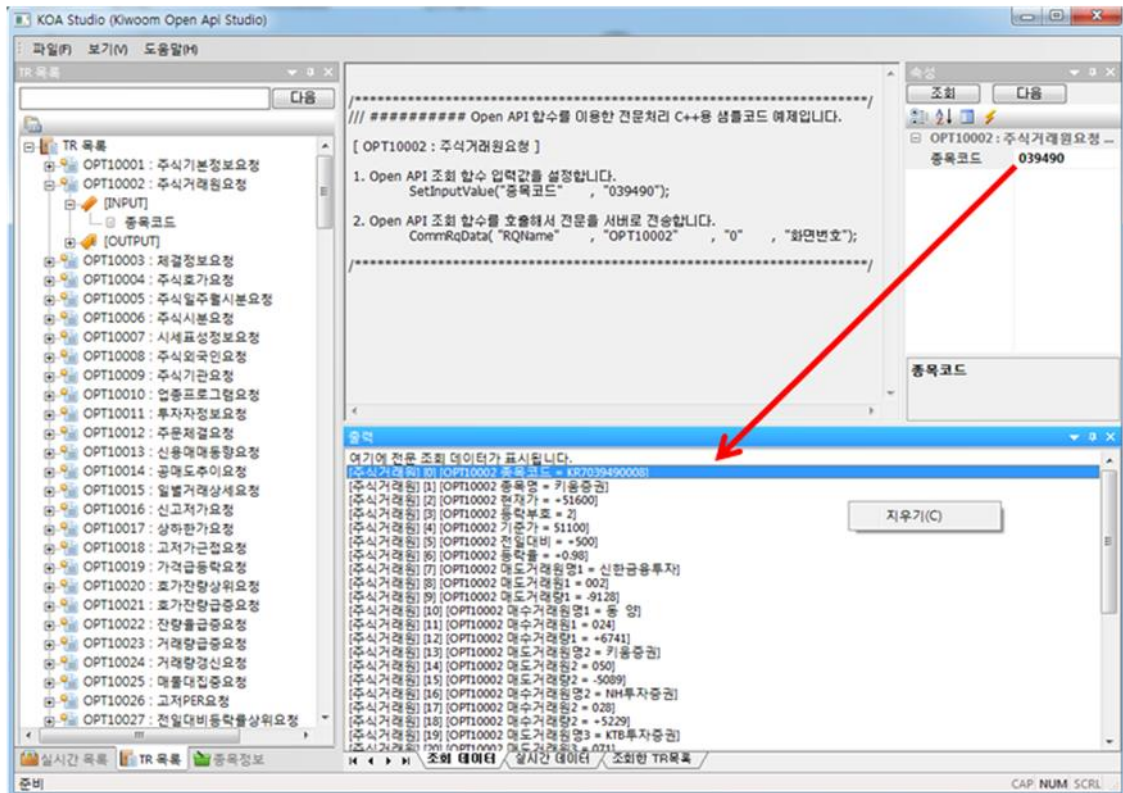 KOA Studio (Kiwoom Open Api Studio)
파일(F) 보기(V) 도움말(H)
TR 목록
다음
TR 목록
OPT10001 : 주식기본정보요청
OPT10002 : 주식거래원요청
[INPUT]
종목코드
[OUTPUT]
OPT10003 : 체결정보요청
OPT10004 : 주식호가요청
OPT10005 : 주식일주월시분요청
OPT10006 : 주식시분요청
OPT10007 : 시세표성정보요청
OPT10008 : 주식외국인요청
OPT10009 : 주식기관요청
OPT10010 : 업종프로그램요청
OPT10011 : 투자자정보요청
OPT10012 : 주문체결요청
OPT10013 : 신용매매동향요청
OPT10014 : 공매도추이요청
OPT10015 : 일별거래상세요청
OPT10016 : 신고저가요청
OPT10017 : 상하한가요청
OPT10018 : 고저가근접요청
OPT10019 : 가격급등락요청
OPT10020 : 호가잔량상위요청
OPT10021 : 호가잔량급증요청
OPT10022 : 잔량율급증요청
OPT10023 : 거래량급증요청
OPT10024 : 거래량경신요청
OPT10025 : 매물대집중요청
OPT10026 : 고저PER요청
OPT10027 : 전일대비등락률상위요청
실시간 목록 TR 목록 종목정보
준비
/***********************************************************************/
/// ########## Open API 함수를 이용한 전문처리 C++용 샘플코드 예제입니다.
[ OPT10002 : 주식거래원요청 ]
1. Open API 조회 함수 입력값을 설정합니다.
SetInputValue("종목코드" , "039490");
2. Open API 조회 함수를 호출해서 전문을 서버로 전송합니다.
CommRqData( "RQName" , "OPT10002" , "0" , "화면번호");
/***********************************************************************/
속성
조회 다음
OPT10002 : 주식거래원요청 ...
종목코드 039490
종목코드
출력
여기에 전문 조회 데이터가 표시됩니다.
[주식거래원] [0] [OPT10002 종목코드 = KR7039490008]
[주식거래원] [1] [OPT10002 종목명 = 키움증권]
[주식거래원] [2] [OPT10002 현재가 = +51600]
[주식거래원] [3] [OPT10002 등락부호 = 2]
[주식거래원] [4] [OPT10002 기준가 = 51100]
[주식거래원] [5] [OPT10002 전일대비 = +500]
[주식거래원] [6] [OPT10002 등락율 = +0.98]
[주식거래원] [7] [OPT10002 매도거래원명1 = 신한금융투자]
[주식거래원] [8] [OPT10002 매도거래원1 = 002]
[주식거래원] [9] [OPT10002 매도거래량1 = -9128]
[주식거래원] [10] [OPT10002 매수거래원명1 = 동 양]
[주식거래원] [11] [OPT10002 매수거래원1 = 024]
[주식거래원] [12] [OPT10002 매수거래량1 = +6741]
[주식거래원] [13] [OPT10002 매도거래원명2 = 키움증권]
[주식거래원] [14] [OPT10002 매도거래원2 = 050]
[주식거래원] [15] [OPT10002 매도거래량2 = -5089]
[주식거래원] [16] [OPT10002 매수거래원명2 = NH투자증권]
[주식거래원] [17] [OPT10002 매수거래원2 = 028]
[주식거래원] [18] [OPT10002 매수거래량2 = +5229]
[주식거래원] [19] [OPT10002 매도거래원명3 = KTB투자증권]
[주식거래원] [20] [OPT10002 매도거래원3 = 071]
지우기(C)
조회 데이터 실시간 데이터 조회한 TR목록
CAP NUM SCRL